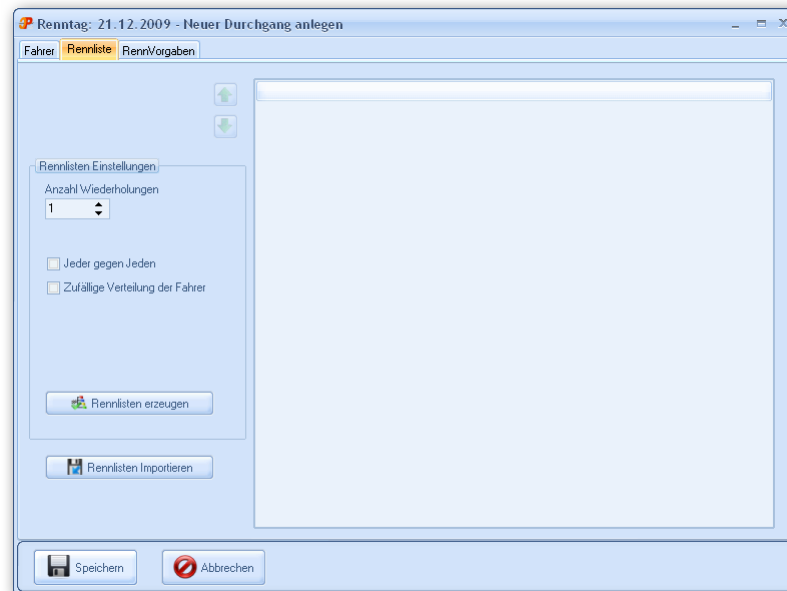 Renntag: 21.12.2009 - Neuer Durchgang anlegen
Fahrer Rennliste RennVorgaben
Rennlisten Einstellungen
Anzahl Wiederholungen
1
Jeder gegen Jeden
Zufällige Verteilung der Fahrer
Rennlisten erzeugen
Rennlisten Importieren
Speichern Abbrechen